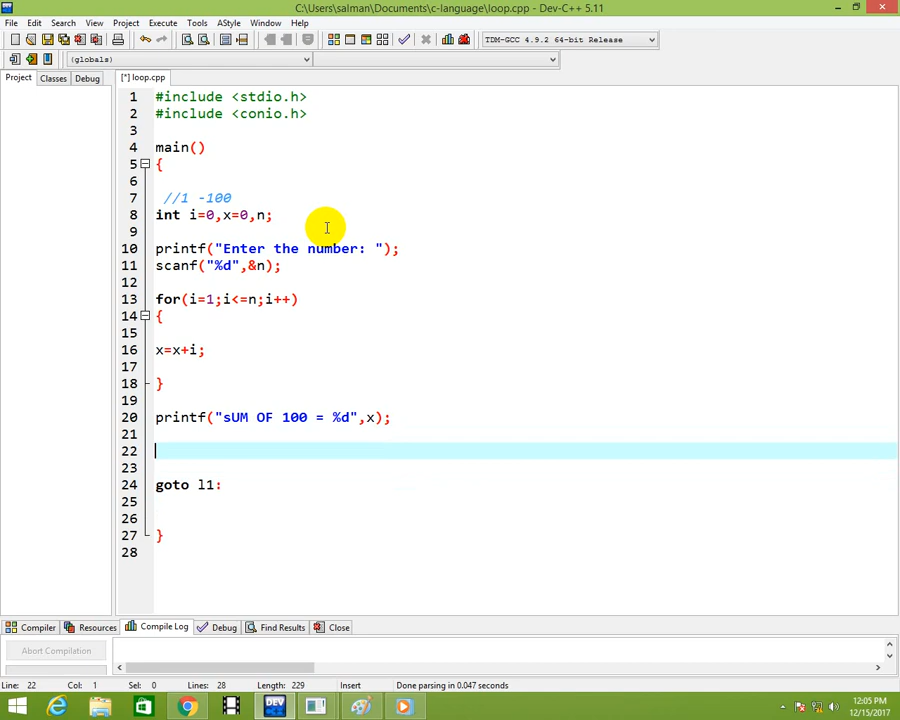 C:\Users\salman\Documents\c-language\loop.cpp - Dev-C++ 5.11
File Edit Search View Project Execute Tools AStyle Window Help
TDM-GCC 4.9.2 64-bit Release
(globals)
Project Classes Debug [*] loop.cpp
1 #include <stdio.h>
2 #include <conio.h>
3
4 main()
5 {
6
7 //1 -100
8 int i=0,x=0,n;
9
10 printf("Enter the number: ");
11 scanf("%d",&n);
12
13 for(i=1;i<=n;i++)
14 {
15
16 x=x+i;
17
18 }
19
20 printf("sUM OF 100 = %d",x);
21
22
23
24 goto l1:
25
26
27 }
28
Compiler Resources Compile Log Debug Find Results Close
Abort Compilation
Line: 22 Col: 1 Sel: 0 Lines: 28 Length: 229 Insert Done parsing in 0.047 seconds
DEV
12:05 PM
12/15/2017